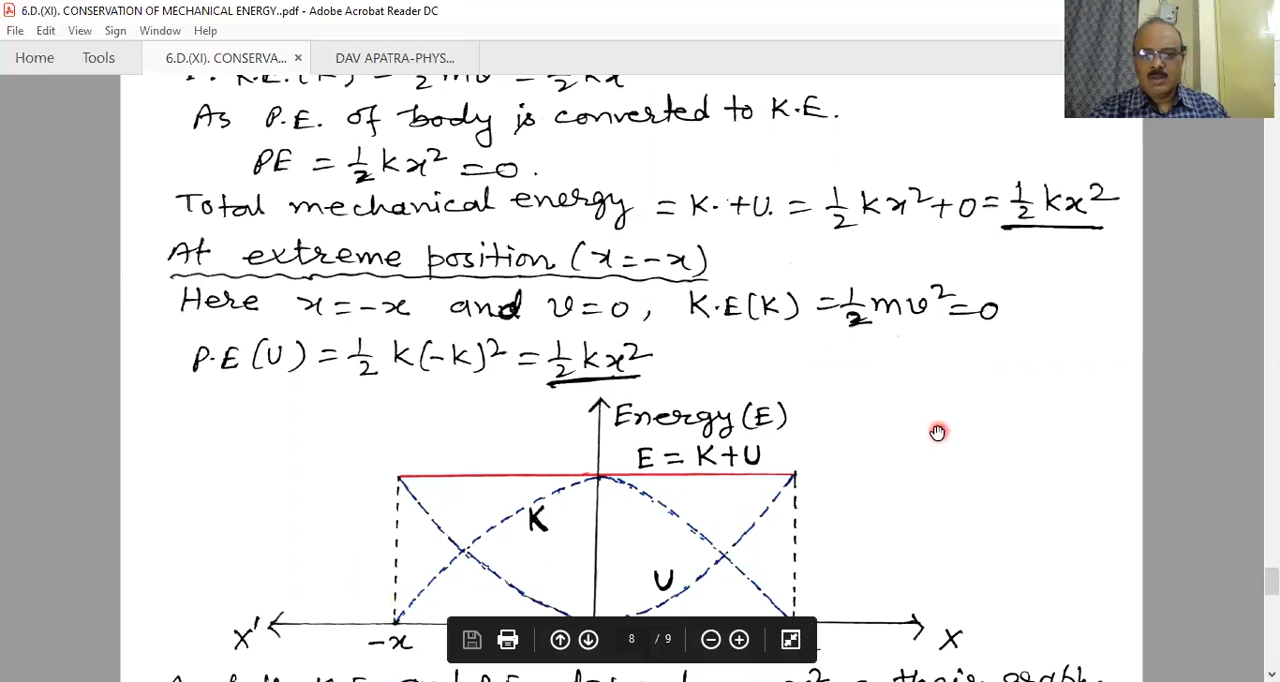 6.D.(XI). CONSERVATION OF MECHANICAL ENERGY..pdf - Adobe Acrobat Reader DC
File Edit View Sign Window Help
Home Tools 6.D.(XI). CONSERVA... × DAV APATRA-PHYS...
As P.E. of body is converted to K.E.
PE = ½ kx² = 0.
Total mechanical energy = K. + U. = ½ kx² + 0 = ½ kx²
At extreme position (x = -x)
Here x = -x and v = 0, K.E(K) = ½ mv² = 0
P.E(U) = ½ k(-k)² = ½ kx²
Energy (E)
E = K+U
K
U
X' -x X
8 / 9